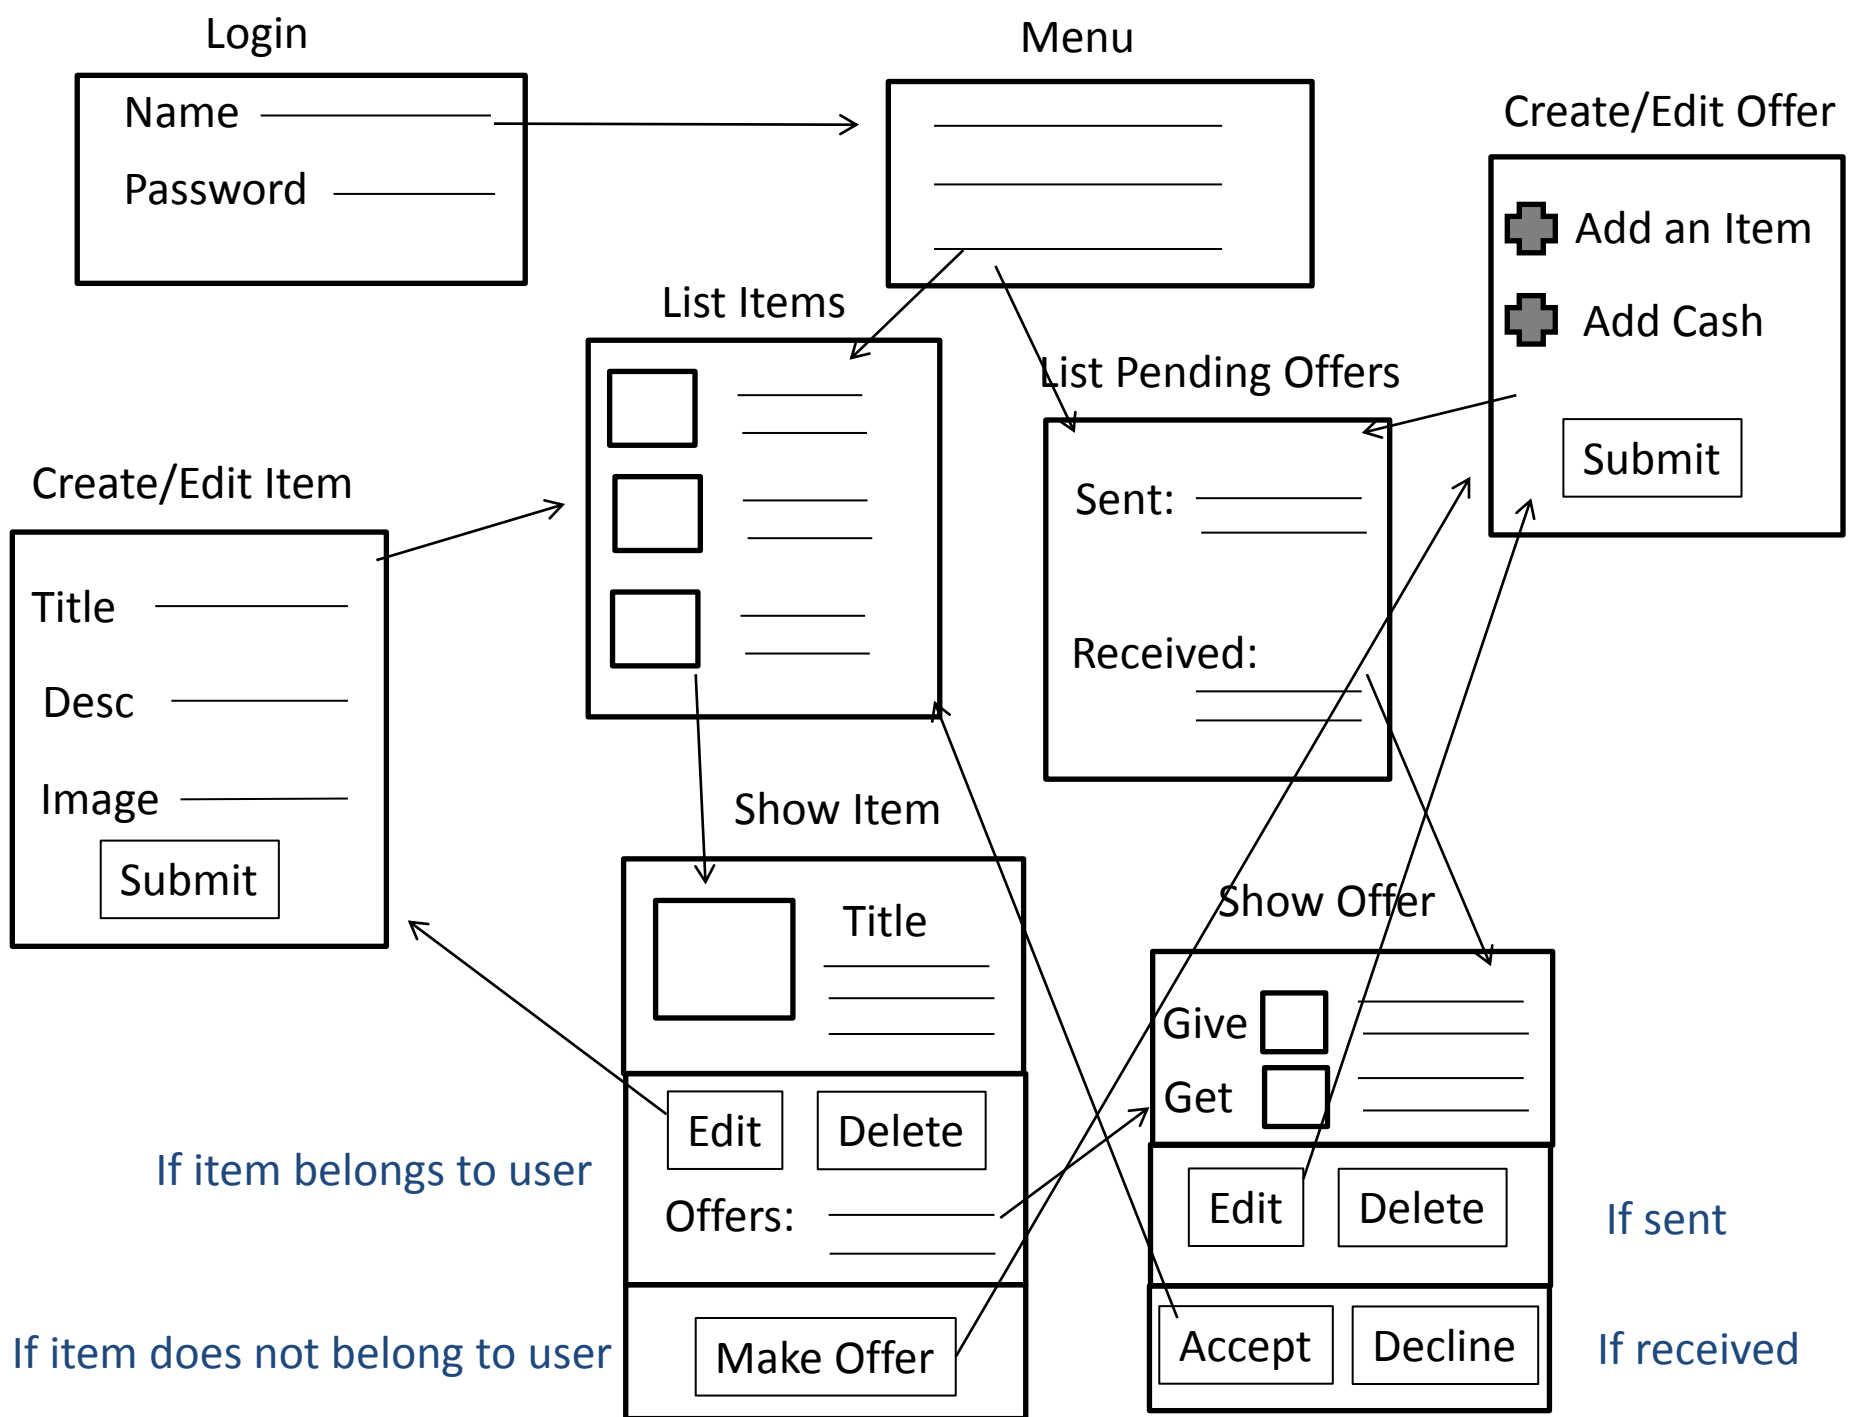 Login
Name
Password
Menu
Create/Edit Offer
Add an Item
Add Cash
Submit
List Items
List Pending Offers
Sent:
Received:
Create/Edit Item
Title
Desc
Image
Submit
Show Item
Title
Edit Delete
Offers:
Make Offer
If item belongs to user
If item does not belong to user
Show Offer
Give
Get
Edit Delete
Accept Decline
If sent
If received